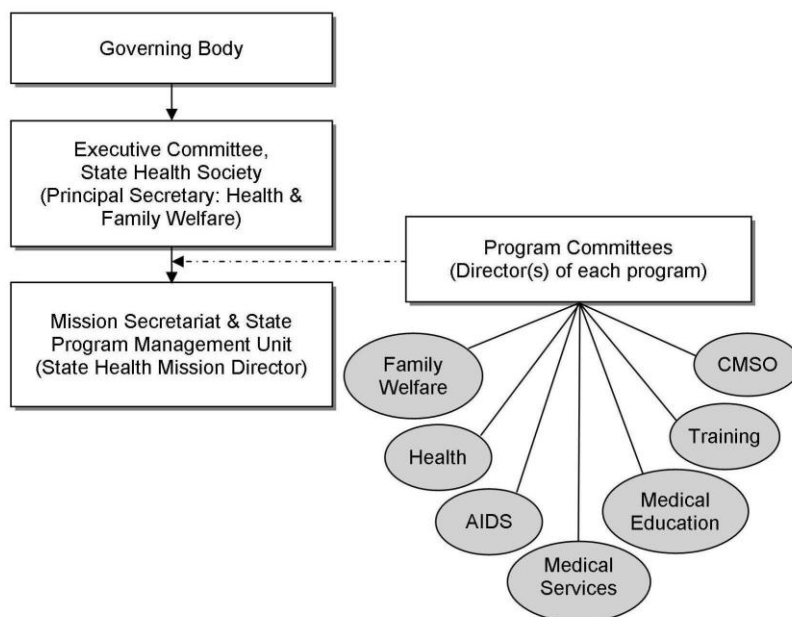 Governing Body
Executive Committee,
State Health Society
(Principal Secretary: Health &
Family Welfare)
Program Committees
(Director(s) of each program)
Mission Secretariat & State
Program Management Unit
(State Health Mission Director)
Family
Welfare
CMSO
Health
Training
AIDS
Medical
Education
Medical
Services